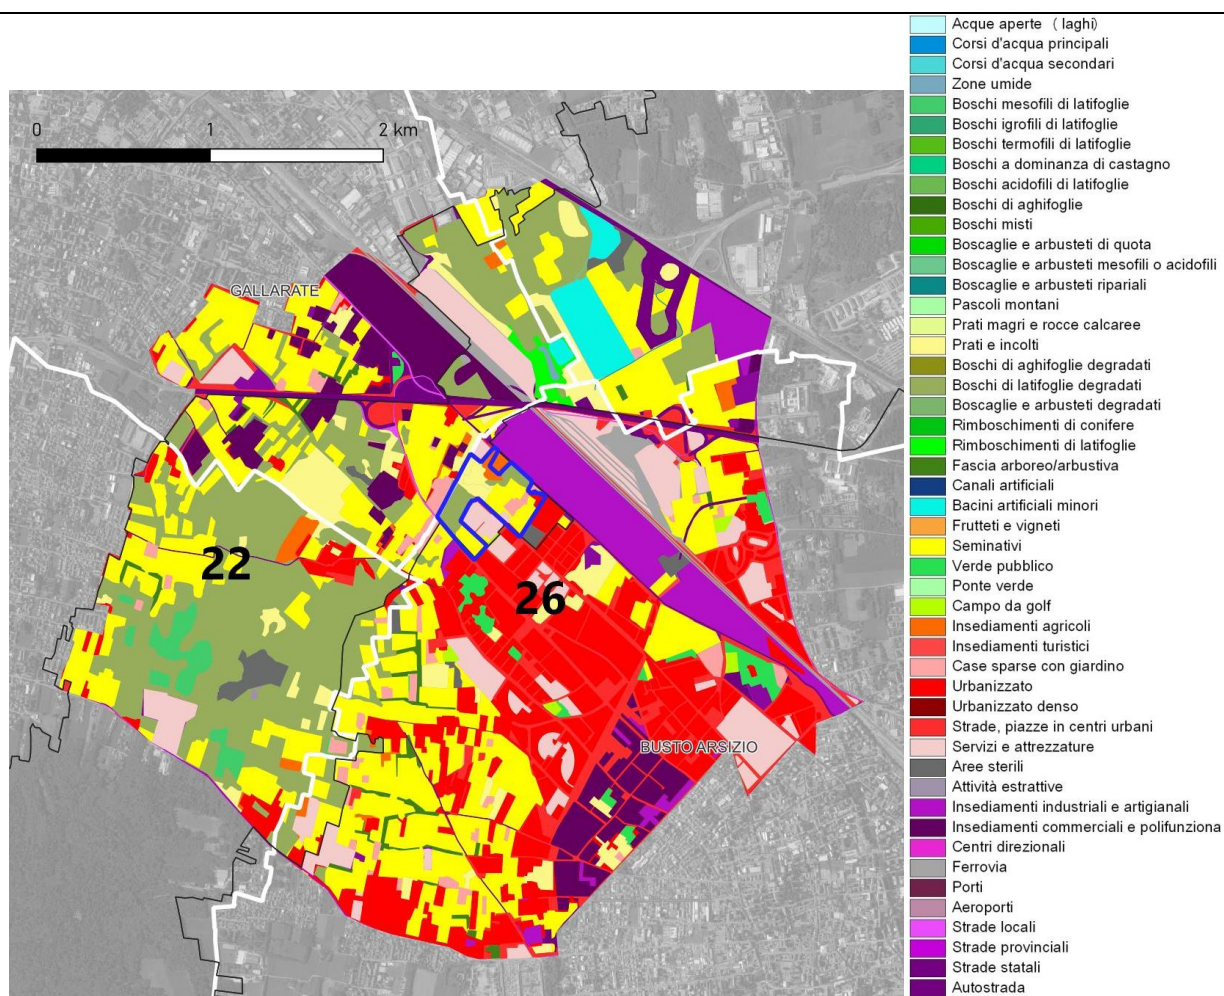 0 1 2 km
GALLARATE
22
26
BUSTO ARSIZIO
Acque aperte ( laghi)
Corsi d'acqua principali
Corsi d'acqua secondari
Zone umide
Boschi mesofili di latifoglie
Boschi igrofili di latifoglie
Boschi termofili di latifoglie
Boschi a dominanza di castagno
Boschi acidofili di latifoglie
Boschi di aghifoglie
Boschi misti
Boscaglie e arbusteti di quota
Boscaglie e arbusteti mesofili o acidofili
Boscaglie e arbusteti ripariali
Pascoli montani
Prati magri e rocce calcaree
Prati e incolti
Boschi di aghifoglie degradati
Boschi di latifoglie degradati
Boscaglie e arbusteti degradati
Rimboschimenti di conifere
Rimboschimenti di latifoglie
Fascia arboreo/arbustiva
Canali artificiali
Bacini artificiali minori
Frutteti e vigneti
Seminativi
Verde pubblico
Ponte verde
Campo da golf
Insediamenti agricoli
Insediamenti turistici
Case sparse con giardino
Urbanizzato
Urbanizzato denso
Strade, piazze in centri urbani
Servizi e attrezzature
Aree sterili
Attività estrattive
Insediamenti industriali e artigianali
Insediamenti commerciali e polifunziona
Centri direzionali
Ferrovia
Porti
Aeroporti
Strade locali
Strade provinciali
Strade statali
Autostrada